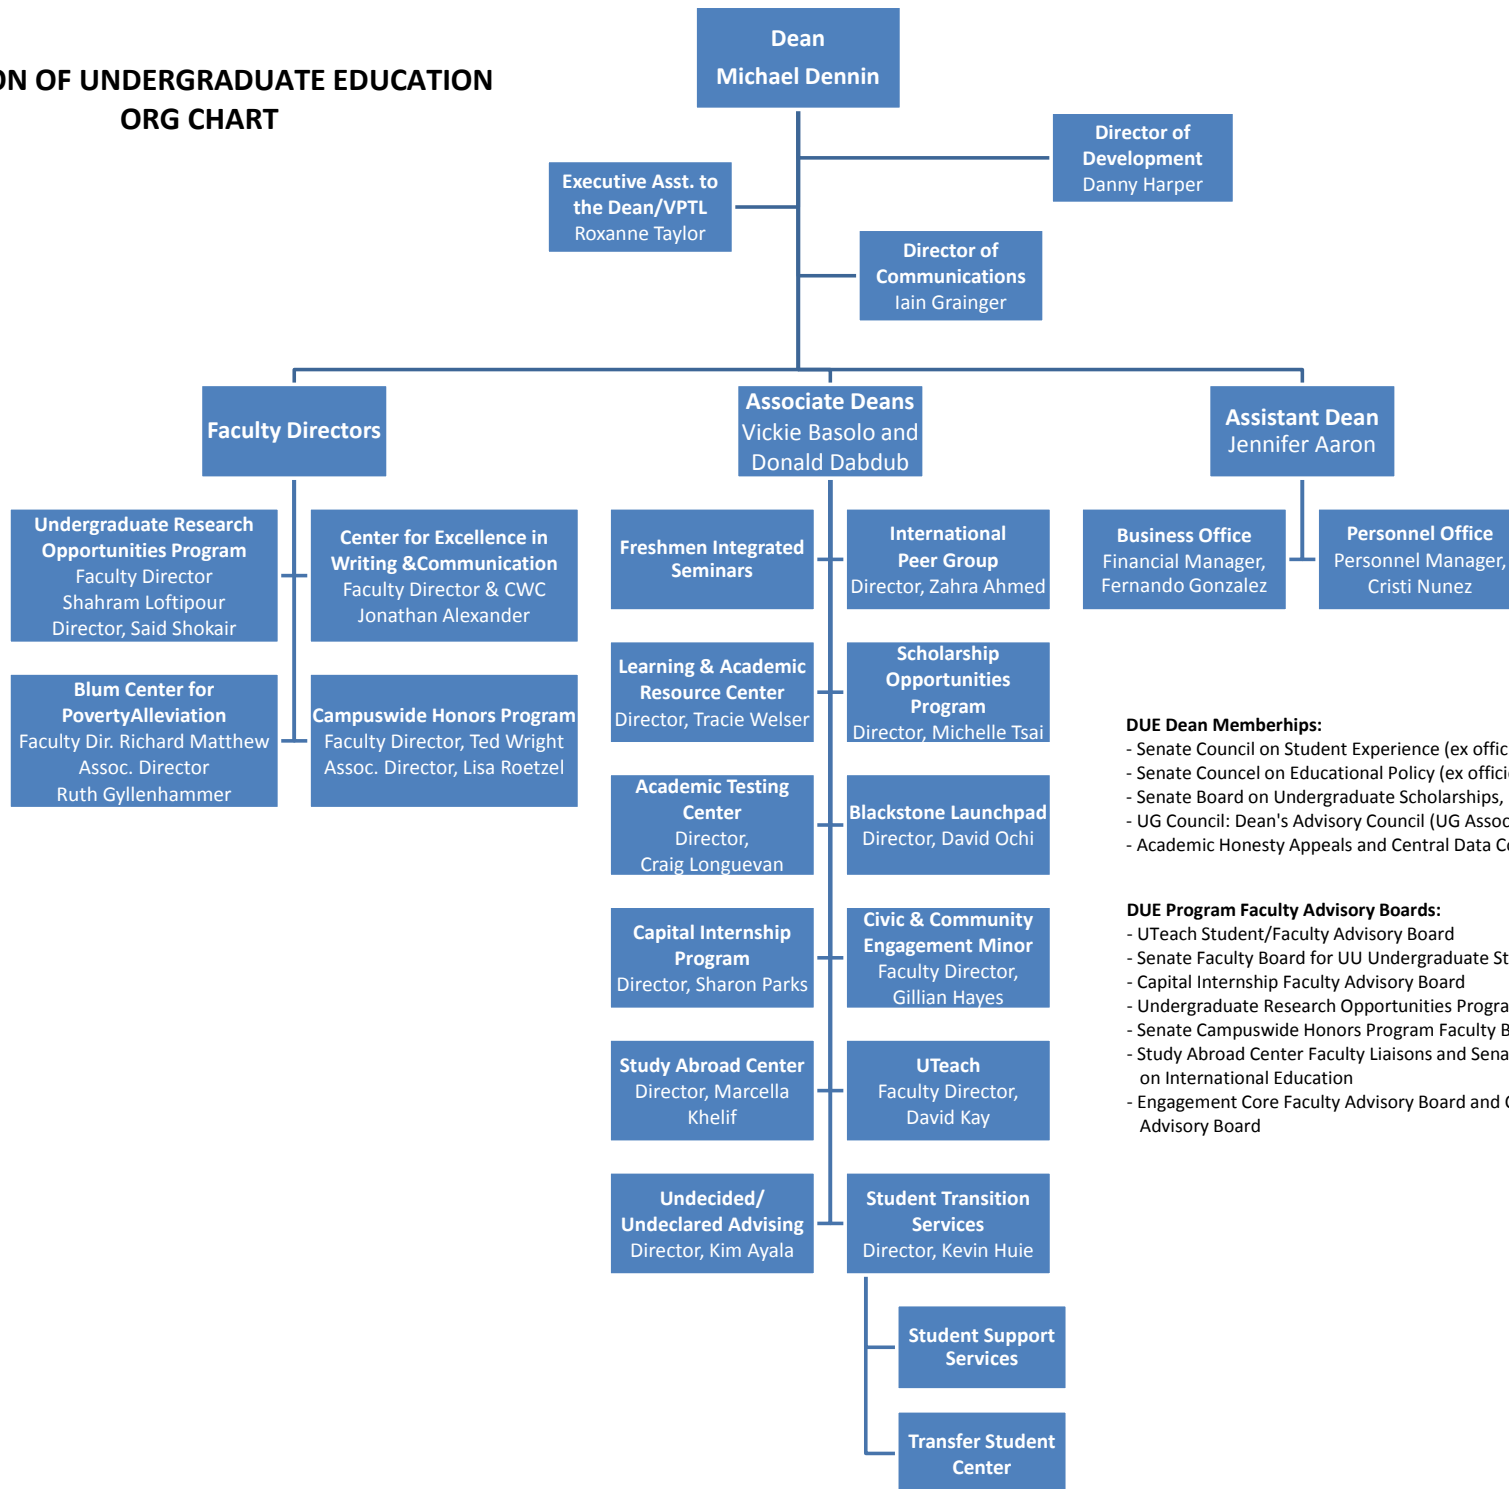 Dean
Michael Dennin
ON OF UNDERGRADUATE EDUCATION
ORG CHART
Director of
Development
Danny Harper
Executive Asst. to
the Dean/VPTL
Roxanne Taylor
Director of
Communications
Iain Grainger
Faculty Directors
Associate Deans
Vickie Basolo and
Donald Dabdub
Assistant Dean
Jennifer Aaron
Undergraduate Research
Opportunities Program
Faculty Director
Shahram Loftipour
Director, Said Shokair
Center for Excellence in
Writing &Communication
Faculty Director & CWC
Jonathan Alexander
Blum Center for
PovertyAlleviation
Faculty Dir. Richard Matthew
Assoc. Director
Ruth Gyllenhammer
Campuswide Honors Program
Faculty Director, Ted Wright
Assoc. Director, Lisa Roetzel
Freshmen Integrated
Seminars
International
Peer Group
Director, Zahra Ahmed
Learning & Academic
Resource Center
Director, Tracie Welser
Scholarship
Opportunities
Program
Director, Michelle Tsai
Academic Testing
Center
Director,
Craig Longuevan
Blackstone Launchpad
Director, David Ochi
Capital Internship
Program
Director, Sharon Parks
Civic & Community
Engagement Minor
Faculty Director,
Gillian Hayes
Study Abroad Center
Director, Marcella
Khelif
UTeach
Faculty Director,
David Kay
Undecided/
Undeclared Advising
Director, Kim Ayala
Student Transition
Services
Director, Kevin Huie
Student Support
Services
Transfer Student
Center
Business Office
Financial Manager,
Fernando Gonzalez
Personnel Office
Personnel Manager,
Cristi Nunez
DUE Dean Memberhips:
- Senate Council on Student Experience (ex offic
- Senate Councel on Educational Policy (ex offici
- Senate Board on Undergraduate Scholarships,
- UG Council: Dean's Advisory Council (UG Assoc
- Academic Honesty Appeals and Central Data C
DUE Program Faculty Advisory Boards:
- UTeach Student/Faculty Advisory Board
- Senate Faculty Board for UU Undergraduate St
- Capital Internship Faculty Advisory Board
- Undergraduate Research Opportunities Progra
- Senate Campuswide Honors Program Faculty B
- Study Abroad Center Faculty Liaisons and Sena
on International Education
- Engagement Core Faculty Advisory Board and
Advisory Board